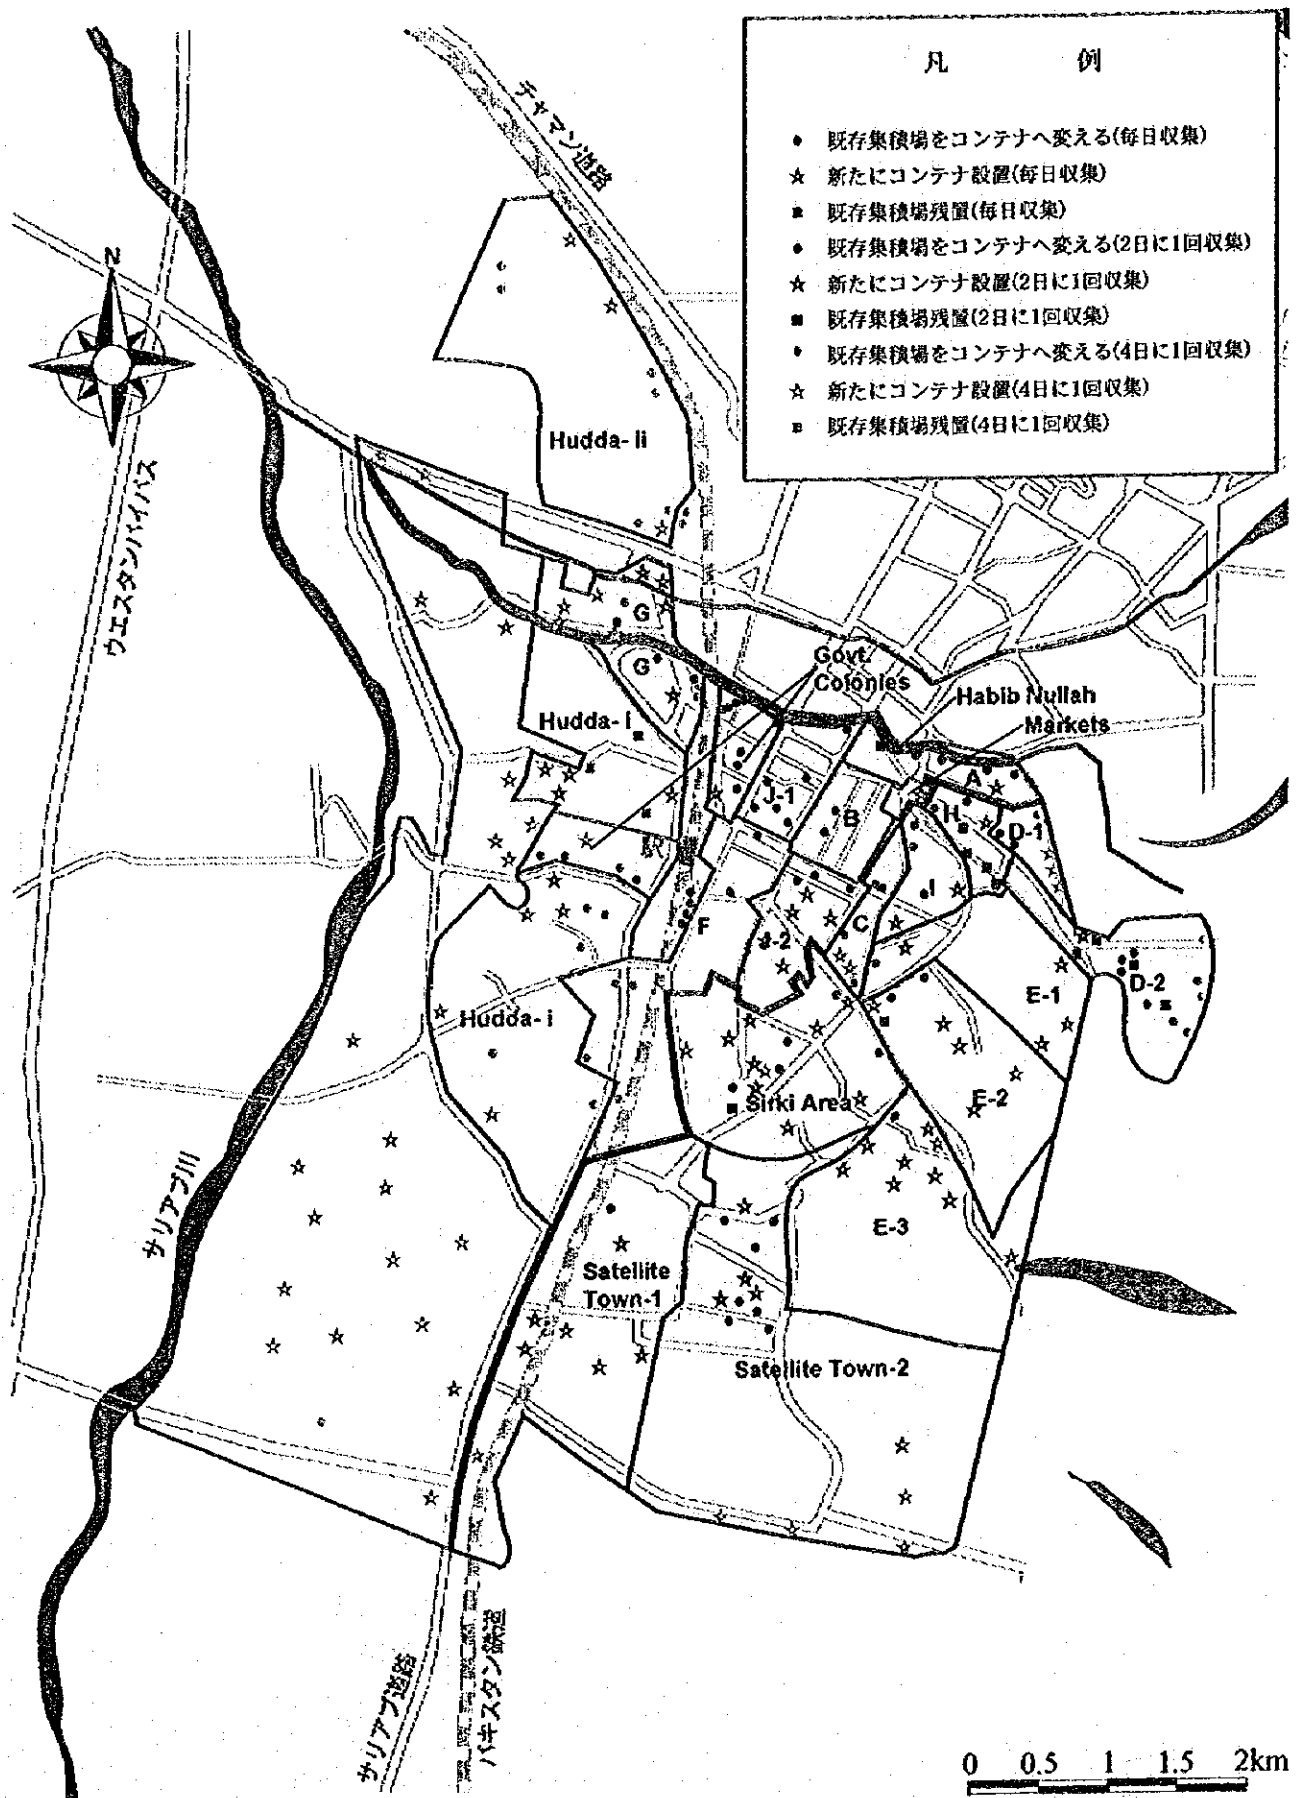 凡 例
既存集積場をコンテナへ変える(毎日収集)
新たにコンテナ設置(毎日収集)
既存集積場残置(毎日収集)
既存集積場をコンテナへ変える(2日に1回収集)
新たにコンテナ設置(2日に1回収集)
既存集積場残置(2日に1回収集)
既存集積場をコンテナへ変える(4日に1回収集)
新たにコンテナ設置(4日に1回収集)
既存集積場残置(4日に1回収集)
チャマン道路
N
ウエスタンバイパス
Hudda-Ii
G
G
Govt.
Colonies
Habib Nullah
Markets
Hudda-I
A
J-1
B
H
D-1
駅
I
F
C
J-2
D-2
E-1
Hudda-i
E-2
Sirki Area
サリアブ川
E-3
Satellite
Town-1
Satellite Town-2
サリアブ道路
パキスタン鉄道
0 0.5 1 1.5 2km